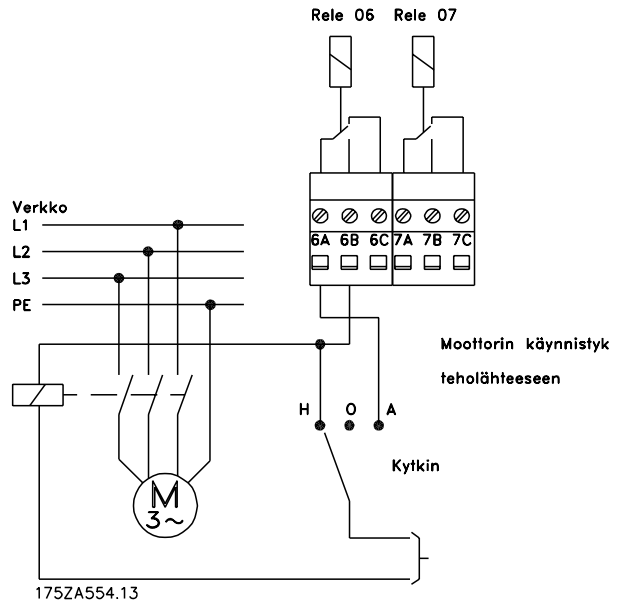 Rele 06 Rele 07
6A 6B 6C 7A 7B 7C
Verkko
L1
L2
L3
PE
Moottorin käynnistyk
teholähteeseen
H O A
Kytkin
M
3~
175ZA554.13